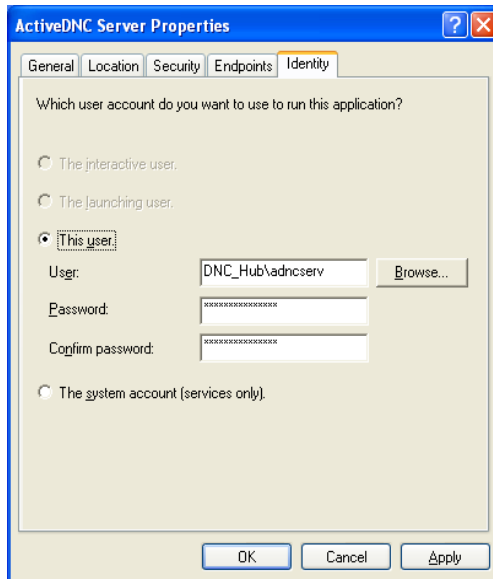 ActiveDNC Server Properties
General Location Security Endpoints Identity
Which user account do you want to use to run this application?
The interactive user.
The launching user.
This user.
User: DNC_Hub\adncserv Browse...
Password: ***************
Confirm password: ***************
The system account (services only).
OK Cancel Apply